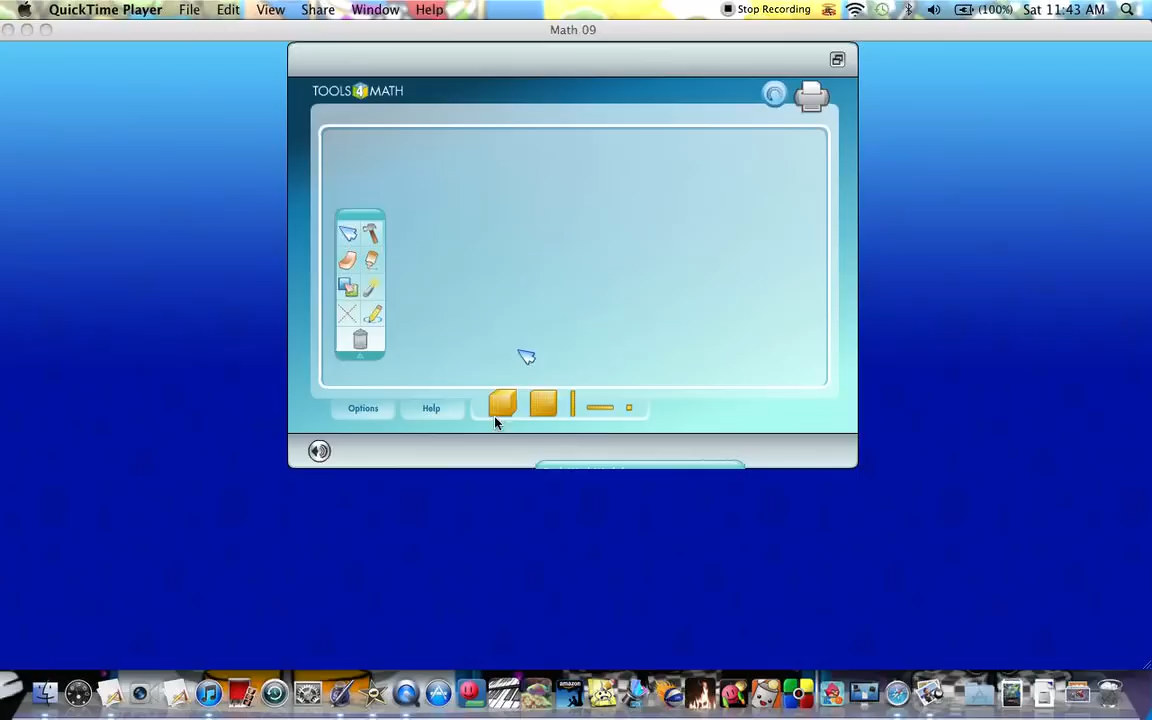 QuickTime Player File Edit View Share Window Help Stop Recording (100%) Sat 11:43 AM
Math 09
TOOLS 4 MATH
Options Help
amazon